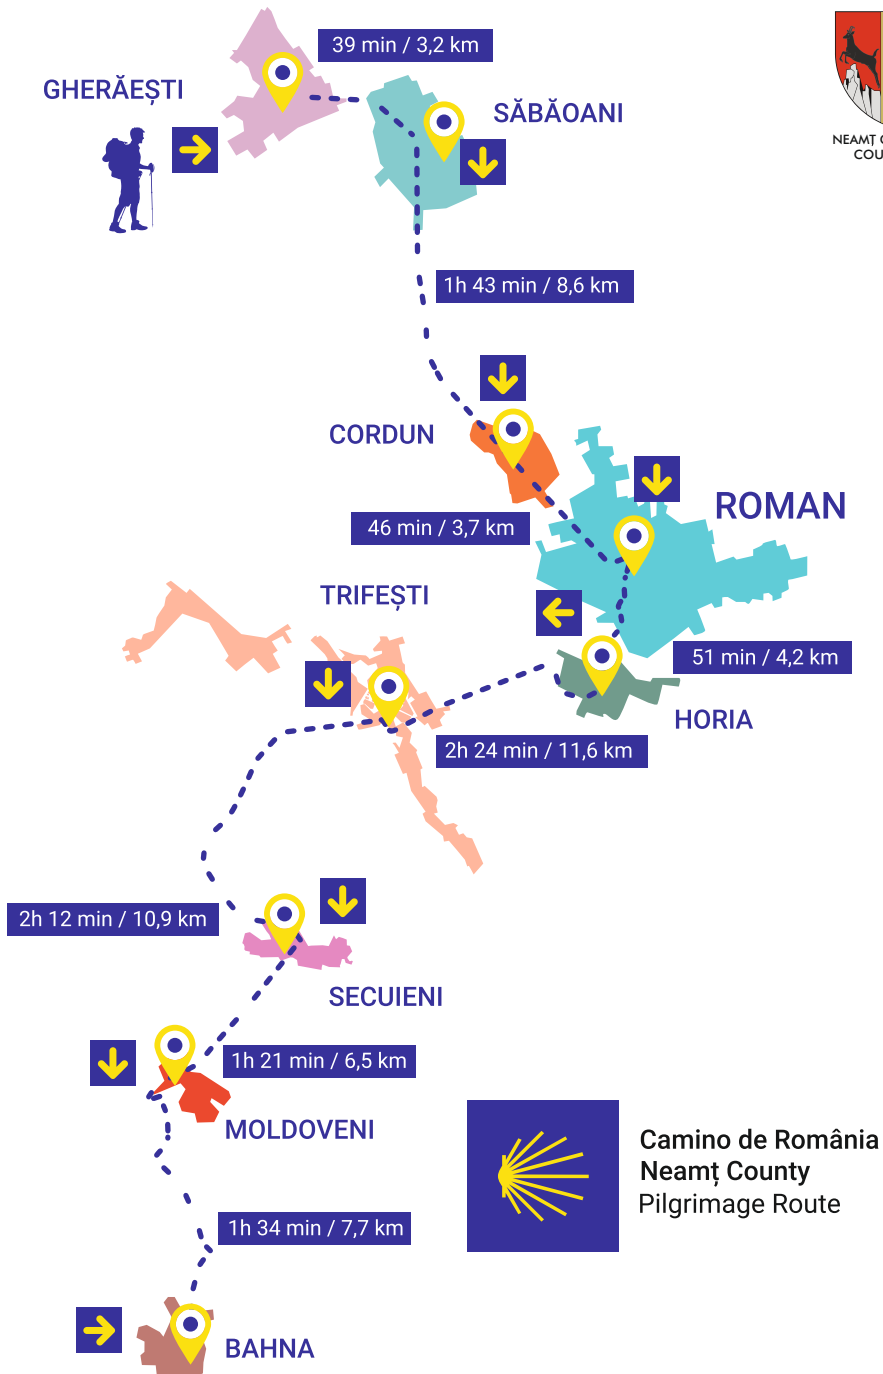 39 min / 3,2 km
GHERĂEȘTI
SĂBĂOANI
NEAMȚ
1h 43 min / 8,6 km
CORDUN
ROMAN
46 min / 3,7 km
TRIFEȘTI
51 min / 4,2 km
HORIA
2h 24 min / 11,6 km
2h 12 min / 10,9 km
SECUIENI
1h 21 min / 6,5 km
MOLDOVENI
Camino de România
Neamț County
Pilgrimage Route
1h 34 min / 7,7 km
BAHNA